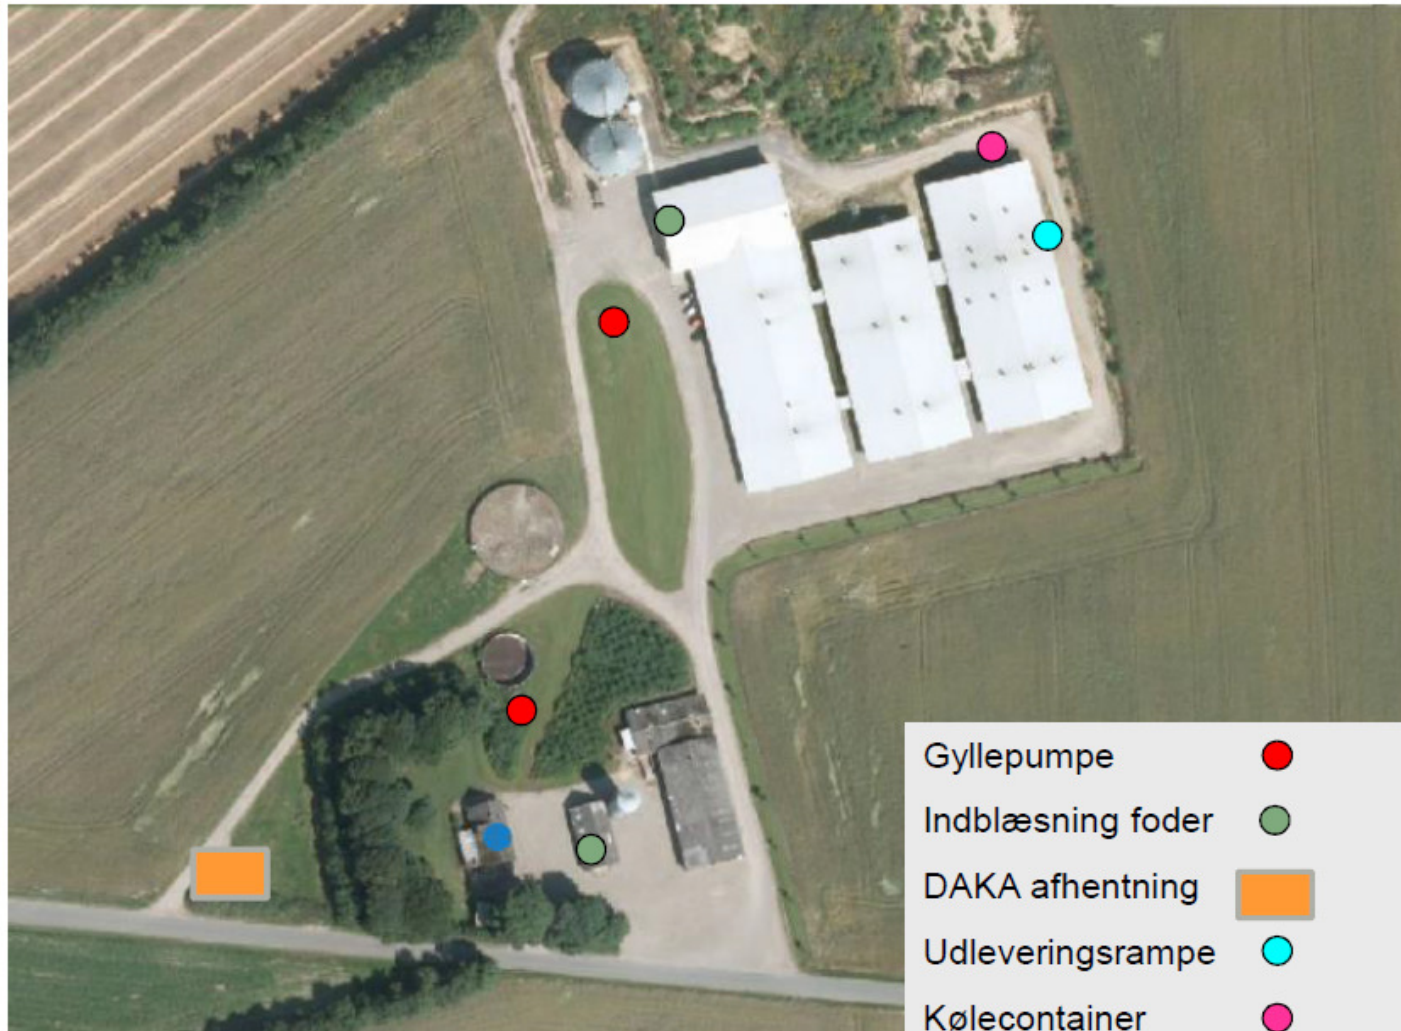 Gyllepumpe
Indblæsning foder
DAKA afhentning
Udleveringsrampe
Kølecontainer